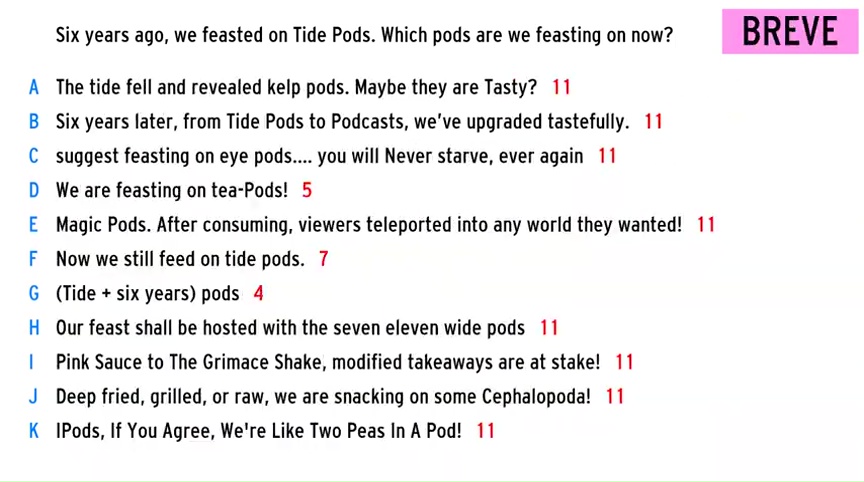 Six years ago, we feasted on Tide Pods. Which pods are we feasting on now?
BREVE
A The tide fell and revealed kelp pods. Maybe they are Tasty? 11
B Six years later, from Tide Pods to Podcasts, we've upgraded tastefully. 11
C suggest feasting on eye pods.... you will Never starve, ever again 11
D We are feasting on tea-Pods! 5
E Magic Pods. After consuming, viewers teleported into any world they wanted! 11
F Now we still feed on tide pods. 7
G (Tide + six years) pods 4
H Our feast shall be hosted with the seven eleven wide pods 11
I Pink Sauce to The Grimace Shake, modified takeaways are at stake! 11
J Deep fried, grilled, or raw, we are snacking on some Cephalopoda! 11
K IPods, If You Agree, We're Like Two Peas In A Pod! 11